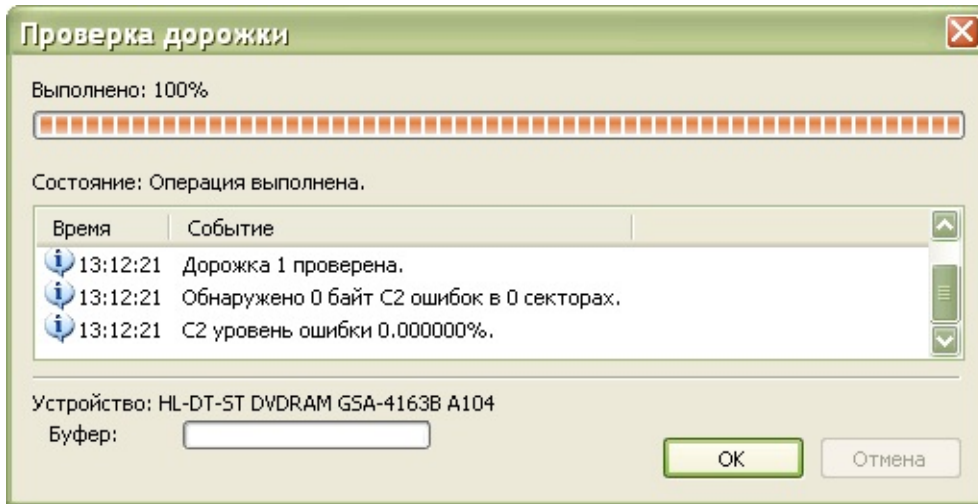 Проверка дорожки
Выполнено: 100%
Состояние: Операция выполнена.
Время Событие
13:12:21 Дорожка 1 проверена.
13:12:21 Обнаружено 0 байт C2 ошибок в 0 секторах.
13:12:21 C2 уровень ошибки 0.000000%.
Устройство: HL-DT-ST DVDRAM GSA-4163B A104
Буфер:
OK Отмена